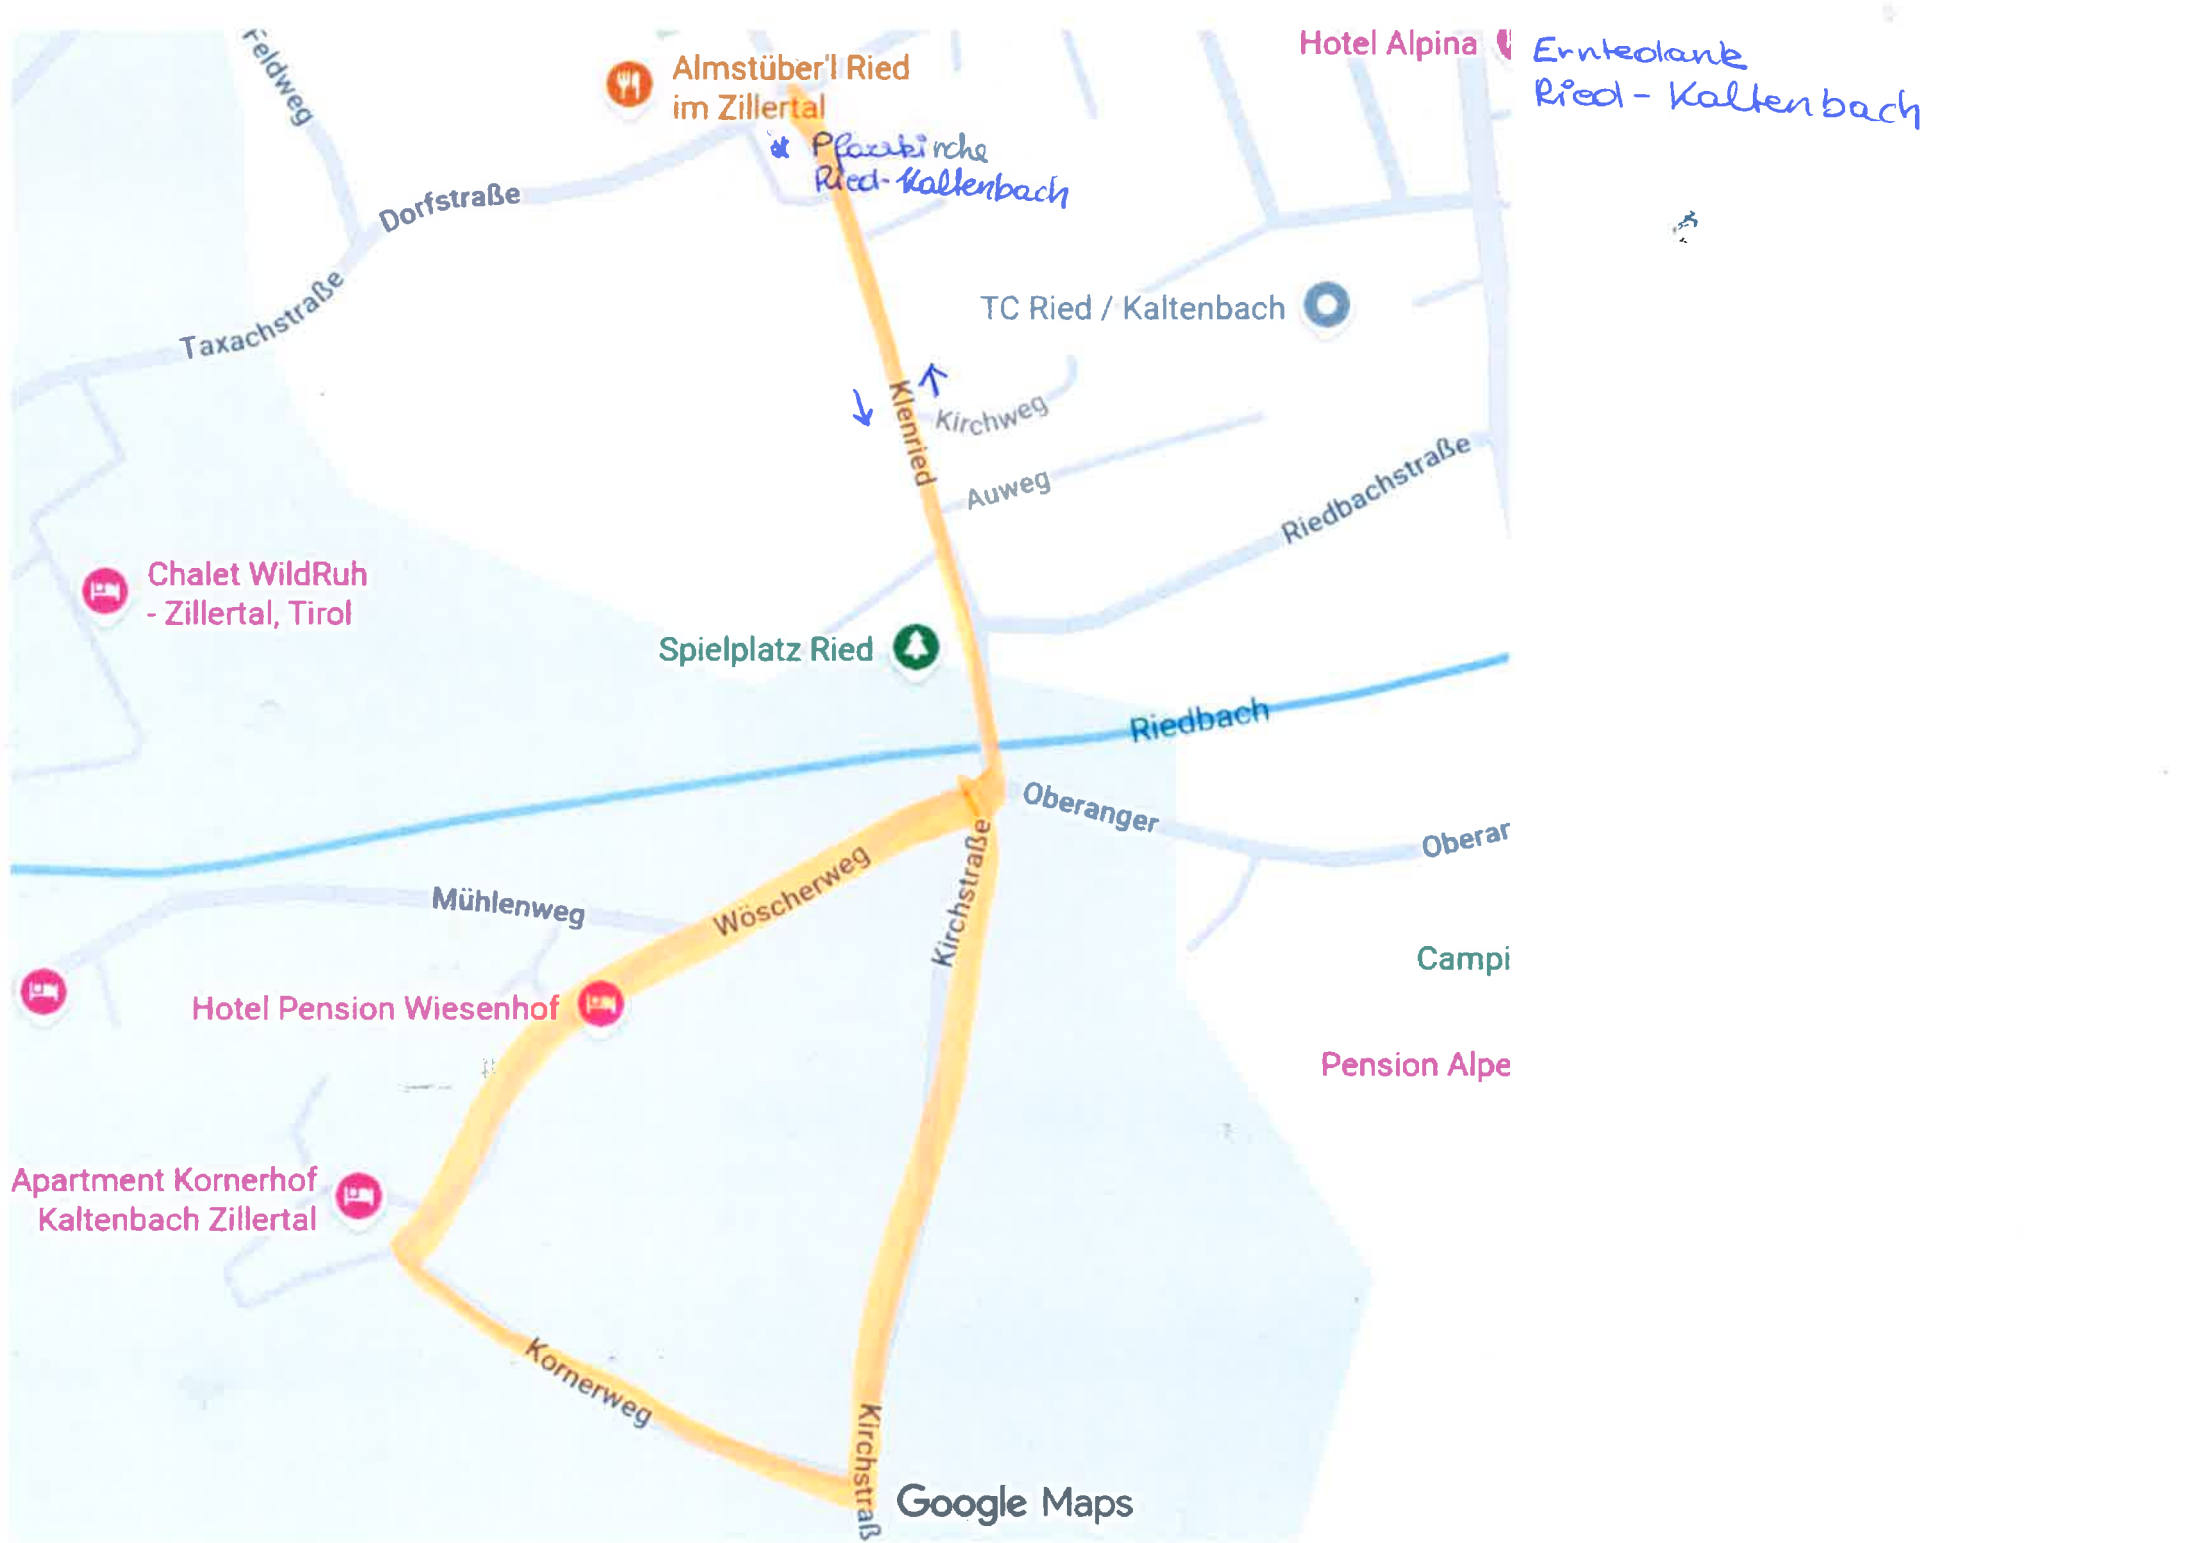 Feldweg
Almstüber'l Ried
im Zillertal
Hotel Alpina
Erntedank
Ried - Kaltenbach
Pfarrkirche
Ried-Kaltenbach
Dorfstraße
Taxachstraße
TC Ried / Kaltenbach
Klenried
Kirchweg
Auweg
Riedbachstraße
Chalet WildRuh
- Zillertal, Tirol
Spielplatz Ried
Riedbach
Oberanger
Oberar
Kirchstraße
Wöscherweg
Mühlenweg
Campi
Hotel Pension Wiesenhof
Pension Alpe
Apartment Kornerhof
Kaltenbach Zillertal
Kornerweg
Kirchstraß
Google Maps